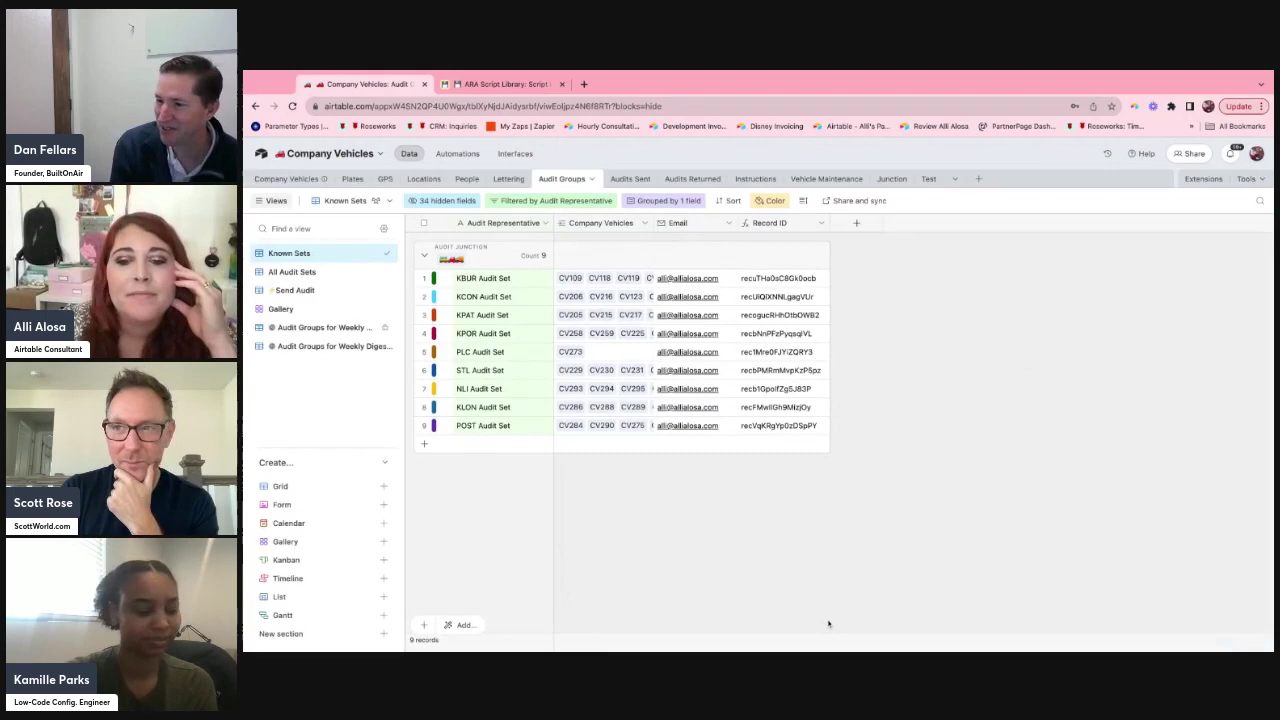 Dan Fellars
Founder, BuiltOnAir
Alli Alosa
Airtable Consultant
Scott Rose
ScottWorld.com
Kamille Parks
Low-Code Config. Engineer
Company Vehicles: Audit G
ARA Script Library: Script
airtable.com/appxW4SN2QP4U0Wgx/tblXyNjdJAidysrbf/viwEoljpz4N6f8RTr?blocks=hide
Update
Parameter Types |...
Roseworks
CRM: Inquiries
My Zaps | Zapier
Hourly Consultati...
Development Invo...
Disney Invoicing
Airtable - Alli's Pa...
Review Alli Alosa
PartnerPage Dash...
Roseworks: Tim...
»
All Bookmarks
Company Vehicles
Data
Automations
Interfaces
Help
Share
99+
Company Vehicles
Plates
GPS
Locations
People
Lettering
Audit Groups
Audits Sent
Audits Returned
Instructions
Vehicle Maintenance
Junction
Test
Extensions
Tools
Views
Known Sets
34 hidden fields
Filtered by Audit Representative
Grouped by 1 field
Sort
Color
Share and sync
Find a view
Known Sets
All Audit Sets
Send Audit
Gallery
Audit Groups for Weekly ...
Audit Groups for Weekly Diges...
Create...
Grid
Form
Calendar
Gallery
Kanban
Timeline
List
Gantt
New section
Audit Representative
Company Vehicles
Email
Record ID
AUDIT JUNCTION
Count 9
1 KBUR Audit Set CV109 CV118 CV119 alli@allialosa.com recuTHa0sC8Gk0ocb
2 KCON Audit Set CV206 CV216 CV123 alli@allialosa.com recUiQiXNNLgagVUr
3 KPAT Audit Set CV205 CV215 CV217 alli@allialosa.com recogucRHhOtbOWB2
4 KPOR Audit Set CV258 CV259 CV225 alli@allialosa.com recbNnPFzPyqsqlVL
5 PLC Audit Set CV273 alli@allialosa.com rec1Mre0FJYiZQRY3
6 STL Audit Set CV229 CV230 CV231 alli@allialosa.com recbPMRmMvpKzP5pz
7 NLI Audit Set CV293 CV294 CV295 alli@allialosa.com recb1GpolfZg5J83P
8 KLON Audit Set CV286 CV288 CV289 alli@allialosa.com recFMwIlGh9MIzjOy
9 POST Audit Set CV284 CV290 CV275 alli@allialosa.com recVqKRgYp0zDSpPY
Add...
9 records